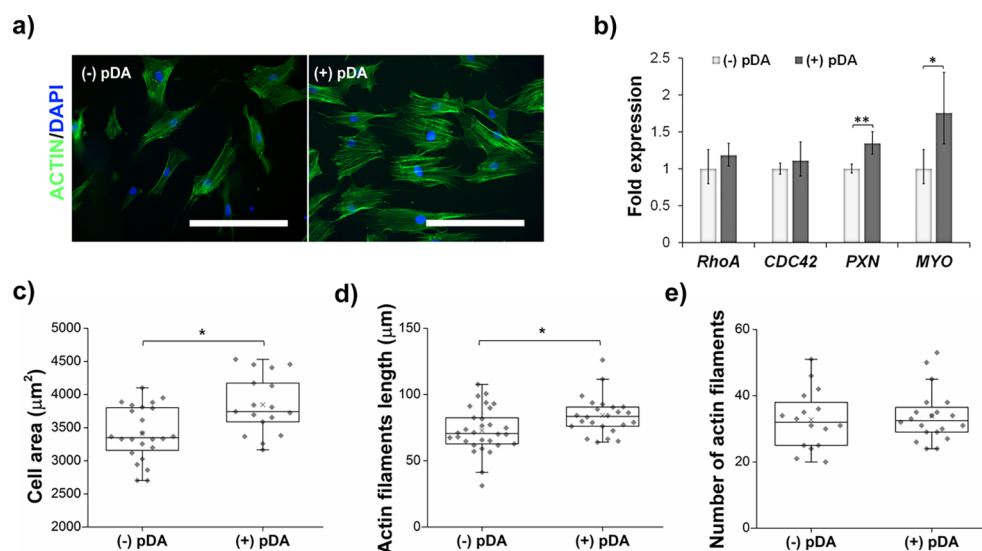 a)
ACTIN/DAPI
(-) pDA
(+) pDA
b)
(-) pDA
(+) pDA
Fold expression
2.5
2
1.5
1
0.5
0
**
*
RhoA
CDC42
PXN
MYO
c)
Cell area (μm²)
5000
4500
4000
3500
3000
2500
2000
*
(-) pDA
(+) pDA
d)
Actin filaments length (μm)
150
100
50
0
*
(-) pDA
(+) pDA
e)
Number of actin filaments
60
40
20
0
(-) pDA
(+) pDA